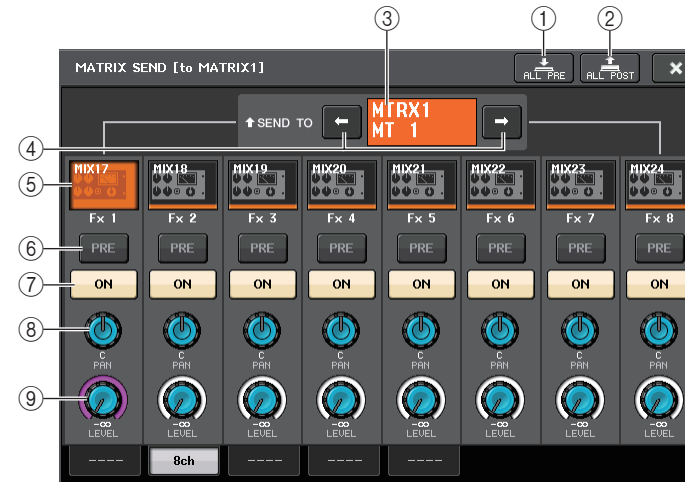 ③ ① ②
MATRIX SEND [to MATRIX1] ALL PRE ALL POST ×
SEND TO ← MTRX1 →
MT 1
④
⑤ MIX17 MIX18 MIX19 MIX20 MIX21 MIX22 MIX23 MIX24
Fx 1 Fx 2 Fx 3 Fx 4 Fx 5 Fx 6 Fx 7 Fx 8
⑥ PRE PRE PRE PRE PRE PRE PRE PRE
⑦ ON ON ON ON ON ON ON ON
⑧
C C C C C C C C
PAN PAN PAN PAN PAN PAN PAN PAN
⑨
-∞ -∞ -∞ -∞ -∞ -∞ -∞ -∞
LEVEL LEVEL LEVEL LEVEL LEVEL LEVEL LEVEL LEVEL
---- 8ch ---- ---- ----